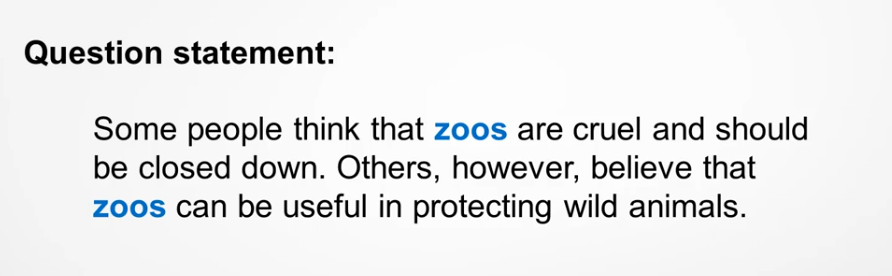 Question statement:
Some people think that zoos are cruel and should
be closed down. Others, however, believe that
zoos can be useful in protecting wild animals.